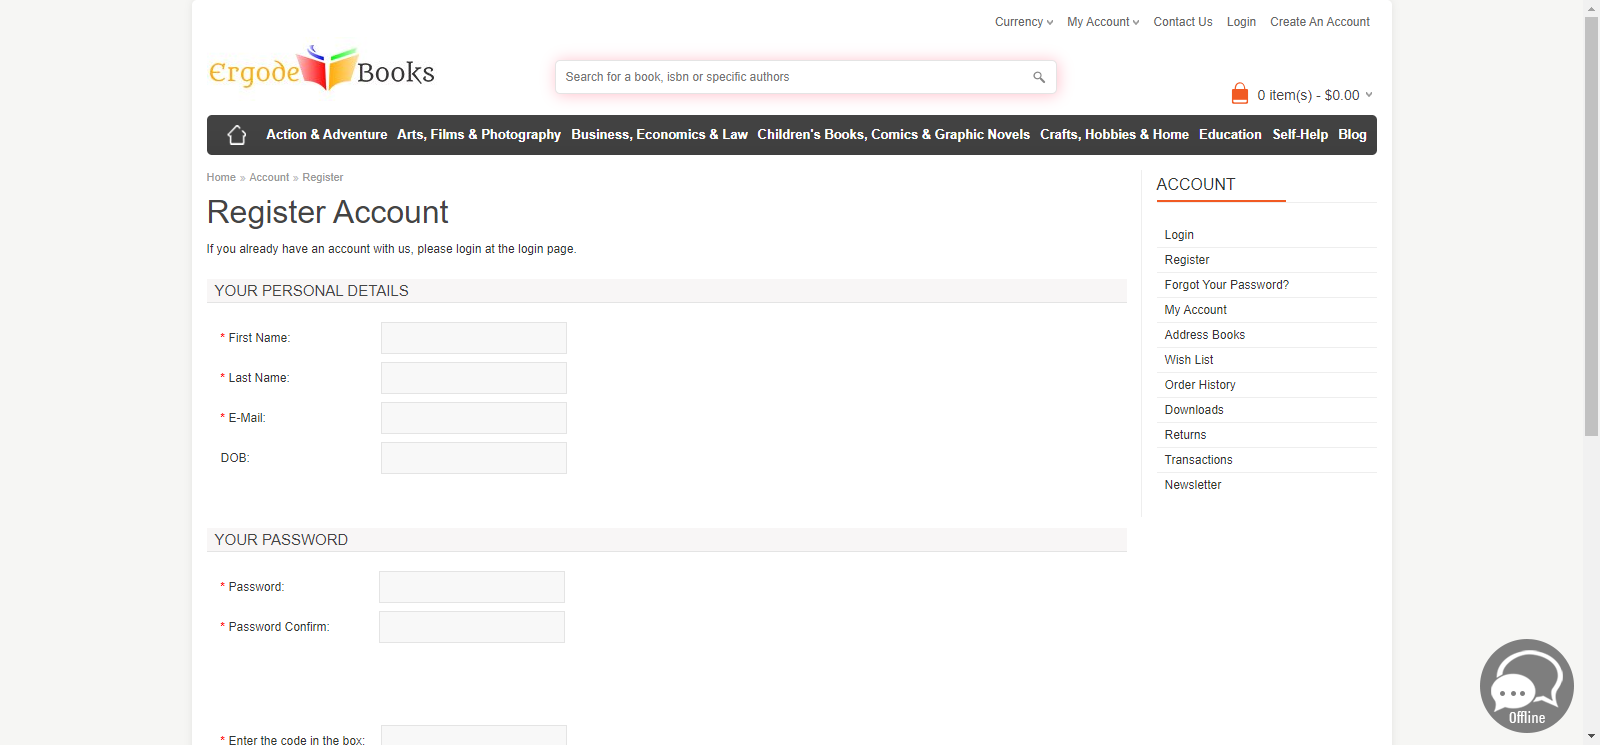 Currency My Account Contact Us Login Create An Account
Ergode Books
Search for a book, isbn or specific authors
0 item(s) - $0.00
Action & Adventure Arts, Films & Photography Business, Economics & Law Children's Books, Comics & Graphic Novels Crafts, Hobbies & Home Education Self-Help Blog
Home » Account » Register
Register Account
If you already have an account with us, please login at the login page.
YOUR PERSONAL DETAILS
* First Name:
* Last Name:
* E-Mail:
DOB:
YOUR PASSWORD
* Password:
* Password Confirm:
* Enter the code in the box:
ACCOUNT
Login
Register
Forgot Your Password?
My Account
Address Books
Wish List
Order History
Downloads
Returns
Transactions
Newsletter
Offline